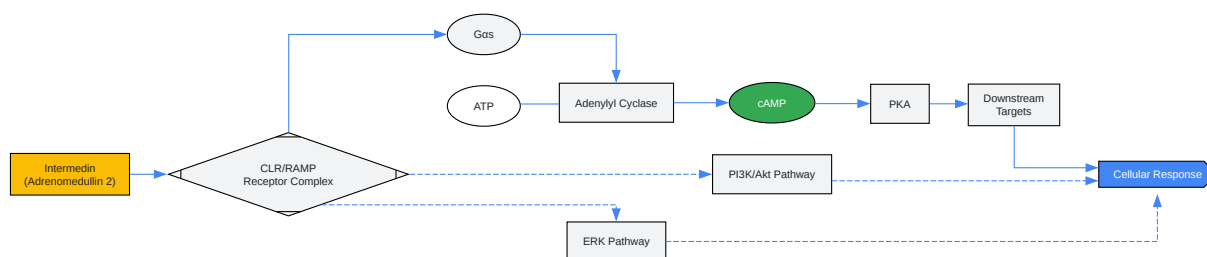 Gαs
ATP
Adenylyl Cyclase
cAMP
PKA
Downstream
Targets
Intermedin
(Adrenomedullin 2)
CLR/RAMP
Receptor Complex
PI3K/Akt Pathway
Cellular Response
ERK Pathway